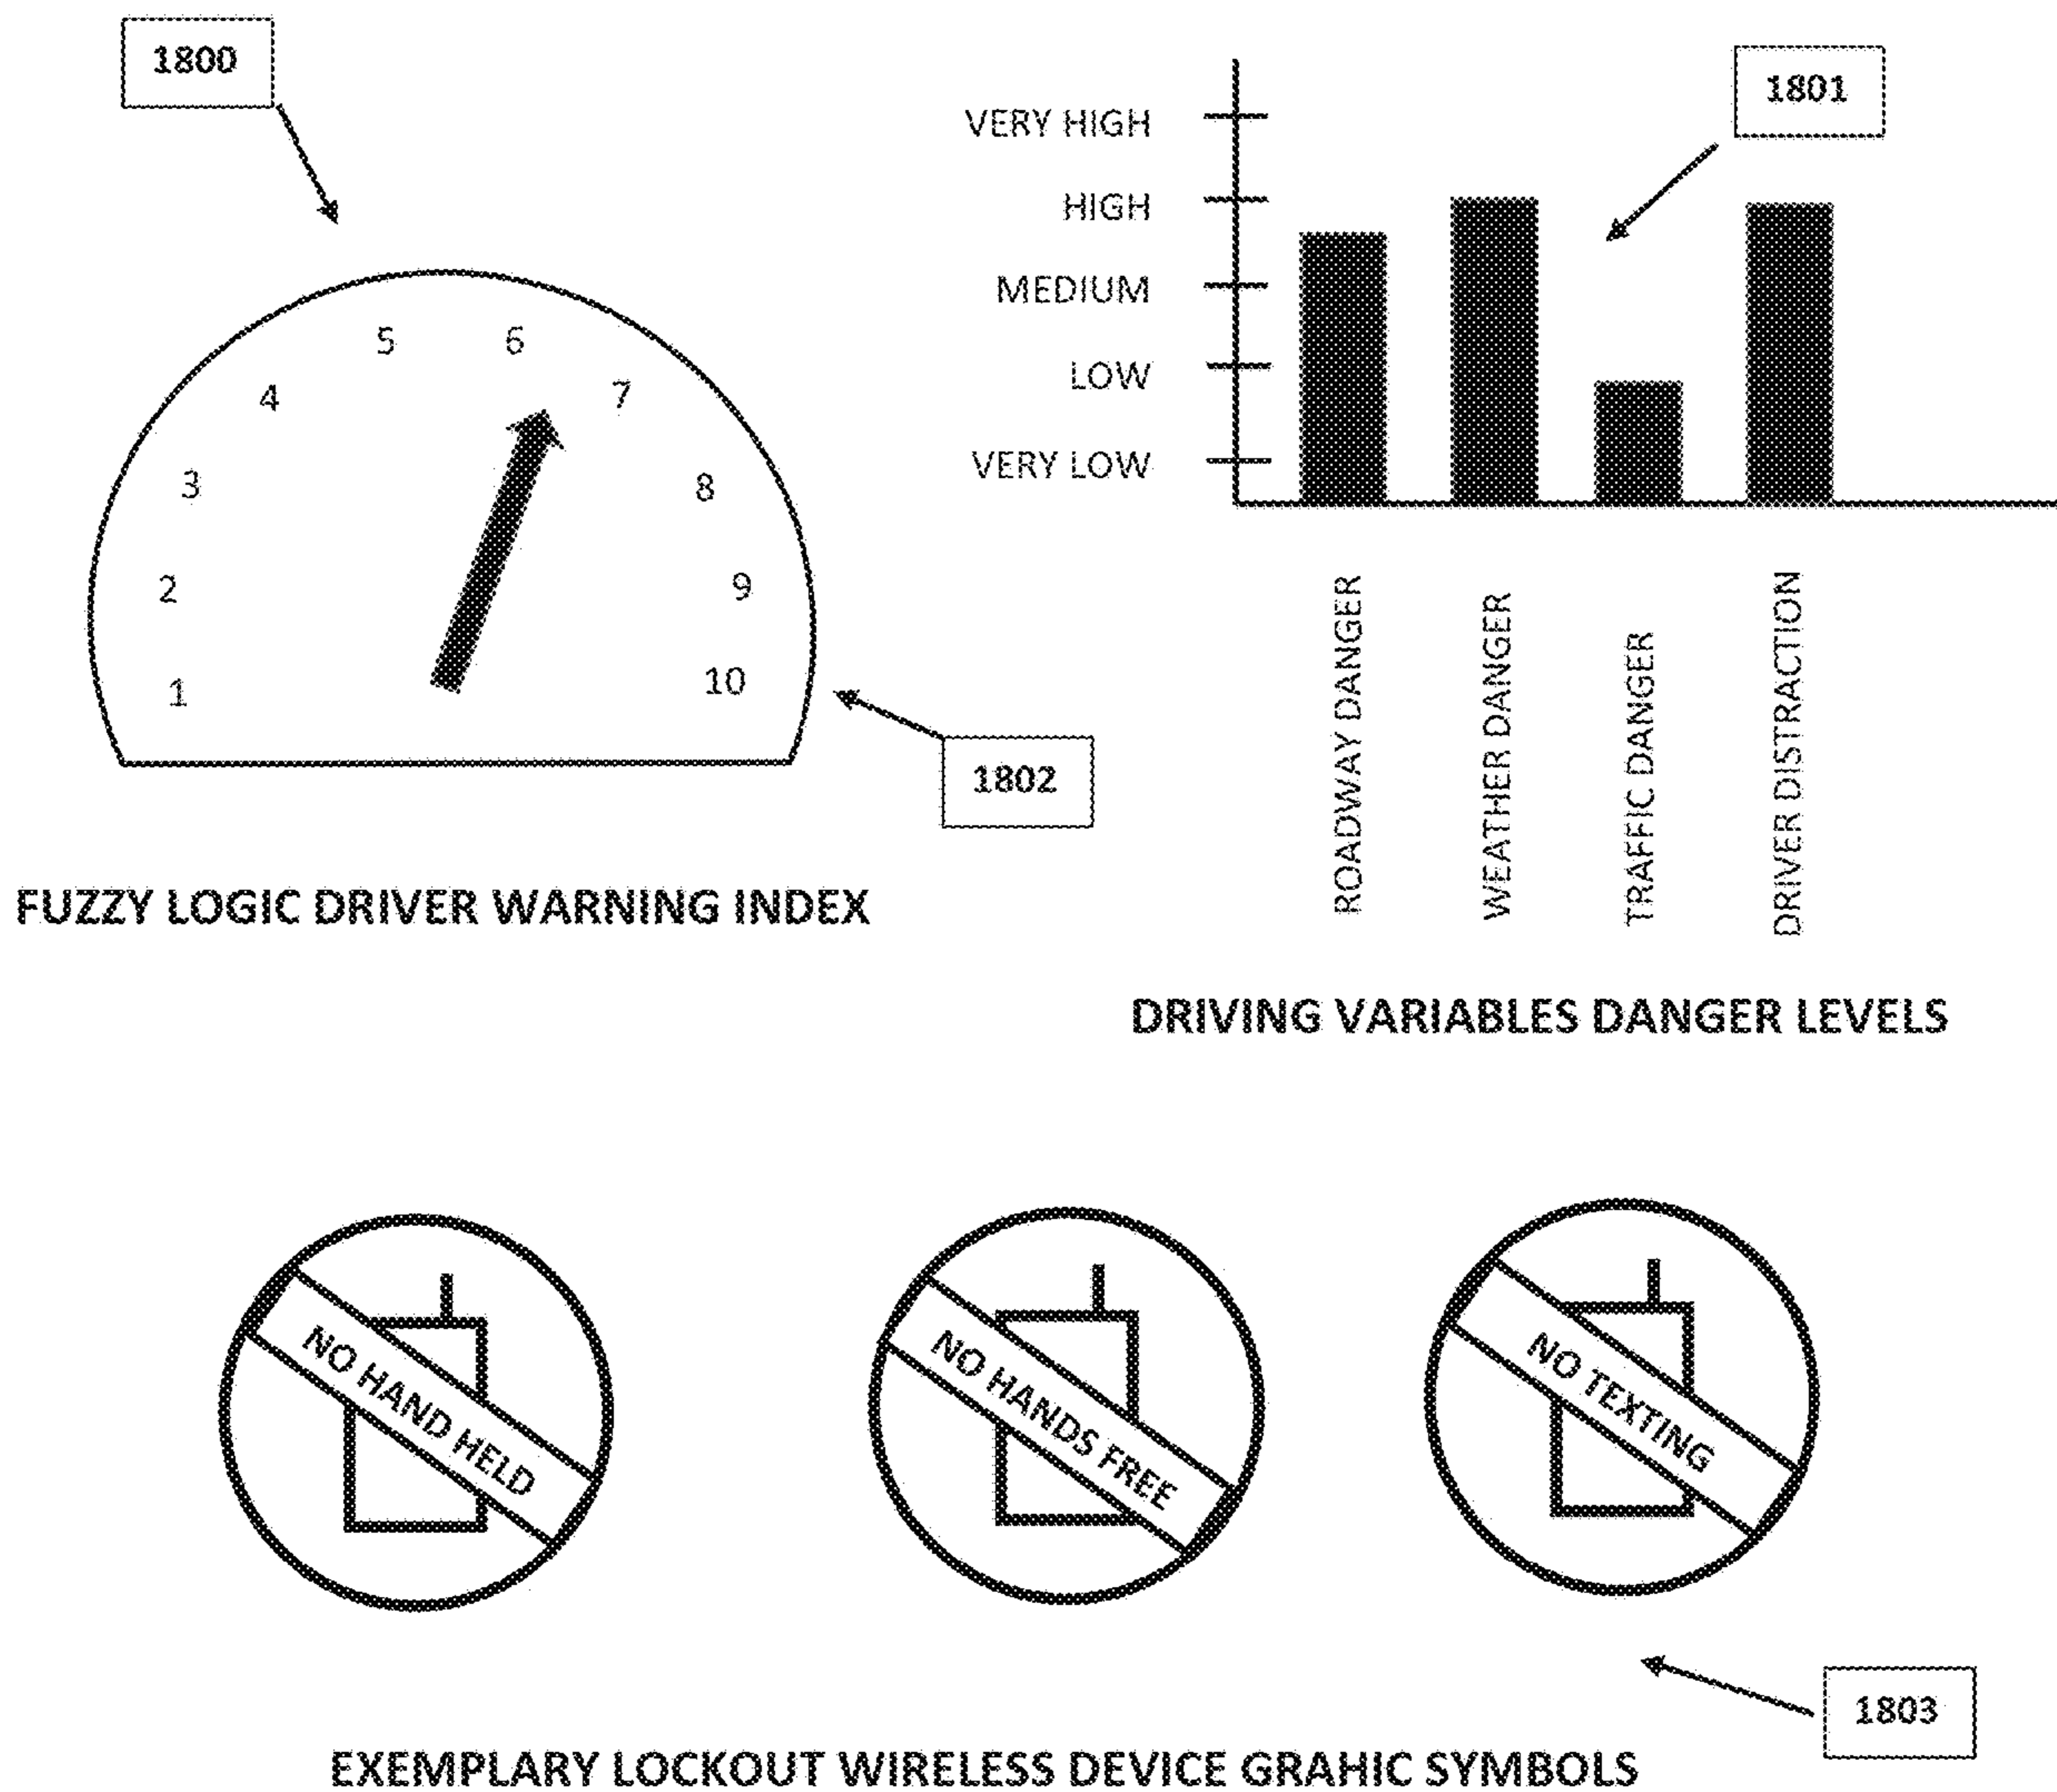 1800
1801
VERY HIGH
HIGH
MEDIUM
LOW
VERY LOW
5
6
4
7
3
8
2
9
1
10
1802
ROADWAY DANGER
WEATHER DANGER
TRAFFIC DANGER
DRIVER DISTRACTION
FUZZY LOGIC DRIVER WARNING INDEX
DRIVING VARIABLES DANGER LEVELS
NO HAND HELD
NO HANDS FREE
NO TEXTING
1803
EXEMPLARY LOCKOUT WIRELESS DEVICE GRAHIC SYMBOLS